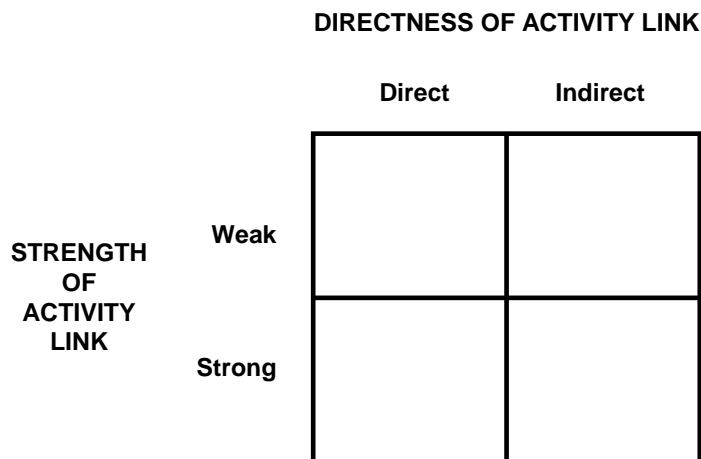 DIRECTNESS OF ACTIVITY LINK
Direct Indirect
Weak
STRENGTH
OF
ACTIVITY
LINK
Strong